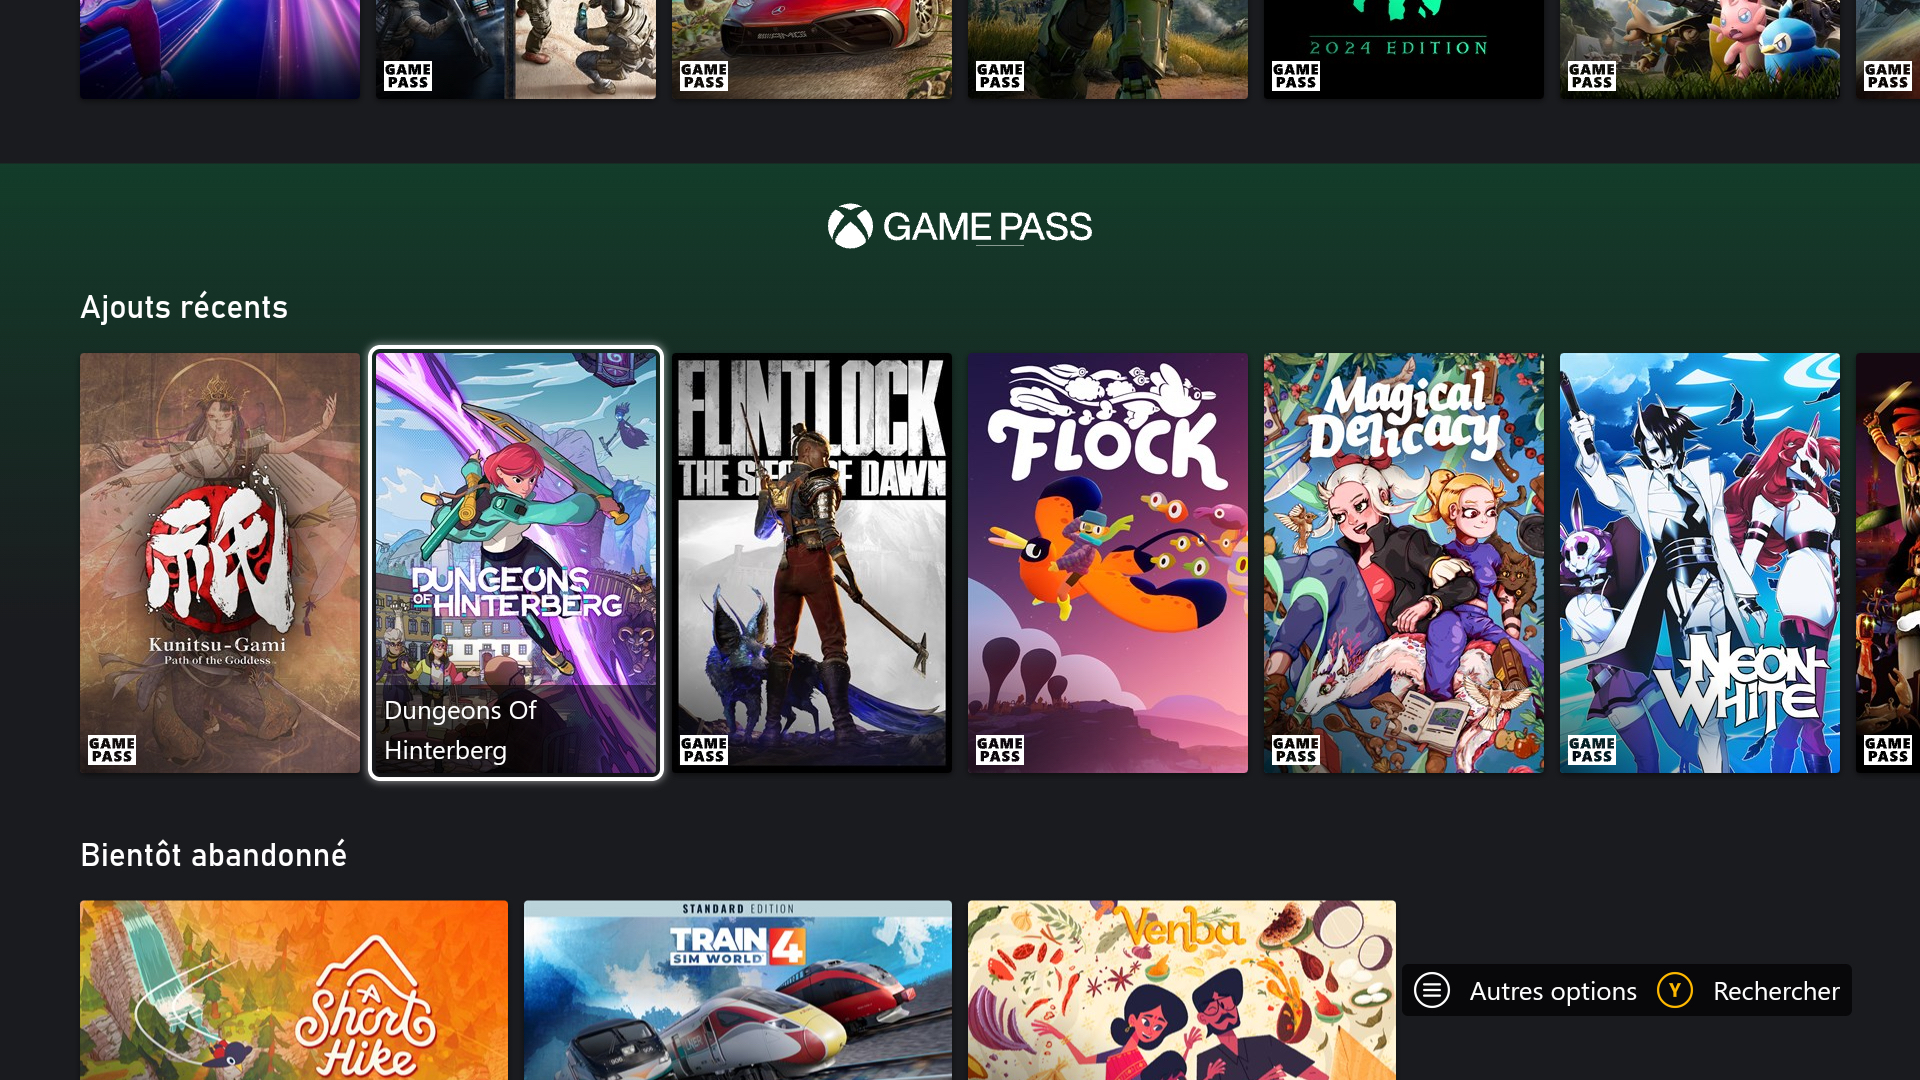 GAME
PASS
GAME
PASS
GAME
PASS
2024 EDITION
GAME
PASS
GAME
PASS
GAME
PASS
GAME PASS
Ajouts récents
祇
Kunitsu-Gami
Path of the Goddess
GAME
PASS
DUNGEONS
OF HINTERBERG
Dungeons Of
Hinterberg
FLINTLOCK
THE SIEGE OF DAWN
GAME
PASS
FLOCK
GAME
PASS
Magical
Delicacy
GAME
PASS
NEON
WHITE
GAME
PASS
GAME
PASS
Bientôt abandonné
A
Short
Hike
STANDARD EDITION
TRAIN
SIM WORLD 4
Venba
Autres options
Y
Rechercher